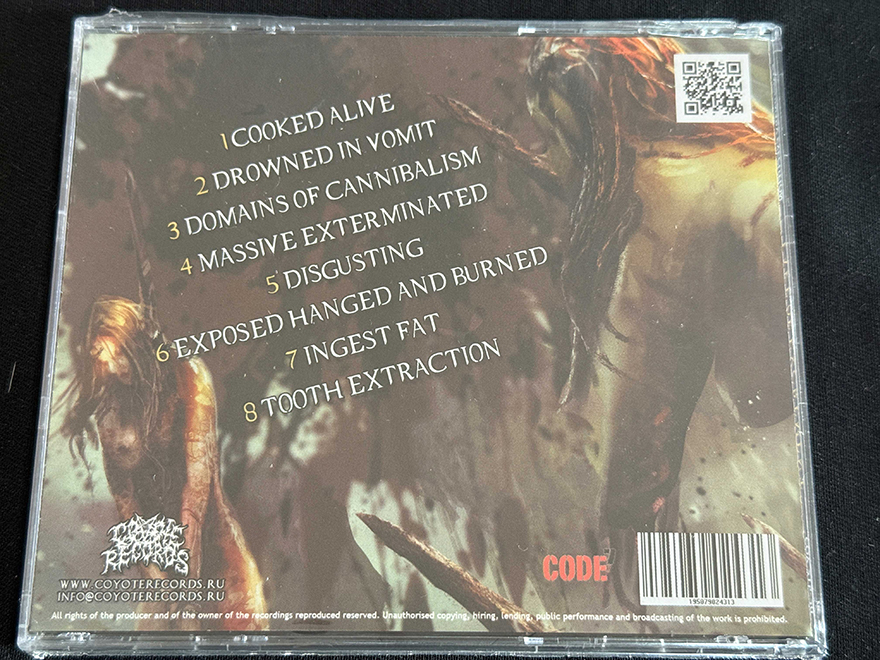 1 COOKED ALIVE
2 DROWNED IN VOMIT
3 DOMAINS OF CANNIBALISM
4 MASSIVE EXTERMINATED
5 DISGUSTING
6 EXPOSED HANGED AND BURNED
7 INGEST FAT
8 TOOTH EXTRACTION
COYOTE
RECORDS
WWW.COYOTERECORDS.RU
INFO@COYOTERECORDS.RU
CODE
195079024313
All rights of the producer and of the owner of the recordings reproduced reserved. Unauthorised copying, hiring, lending, public performance and broadcasting of the work is prohibited.